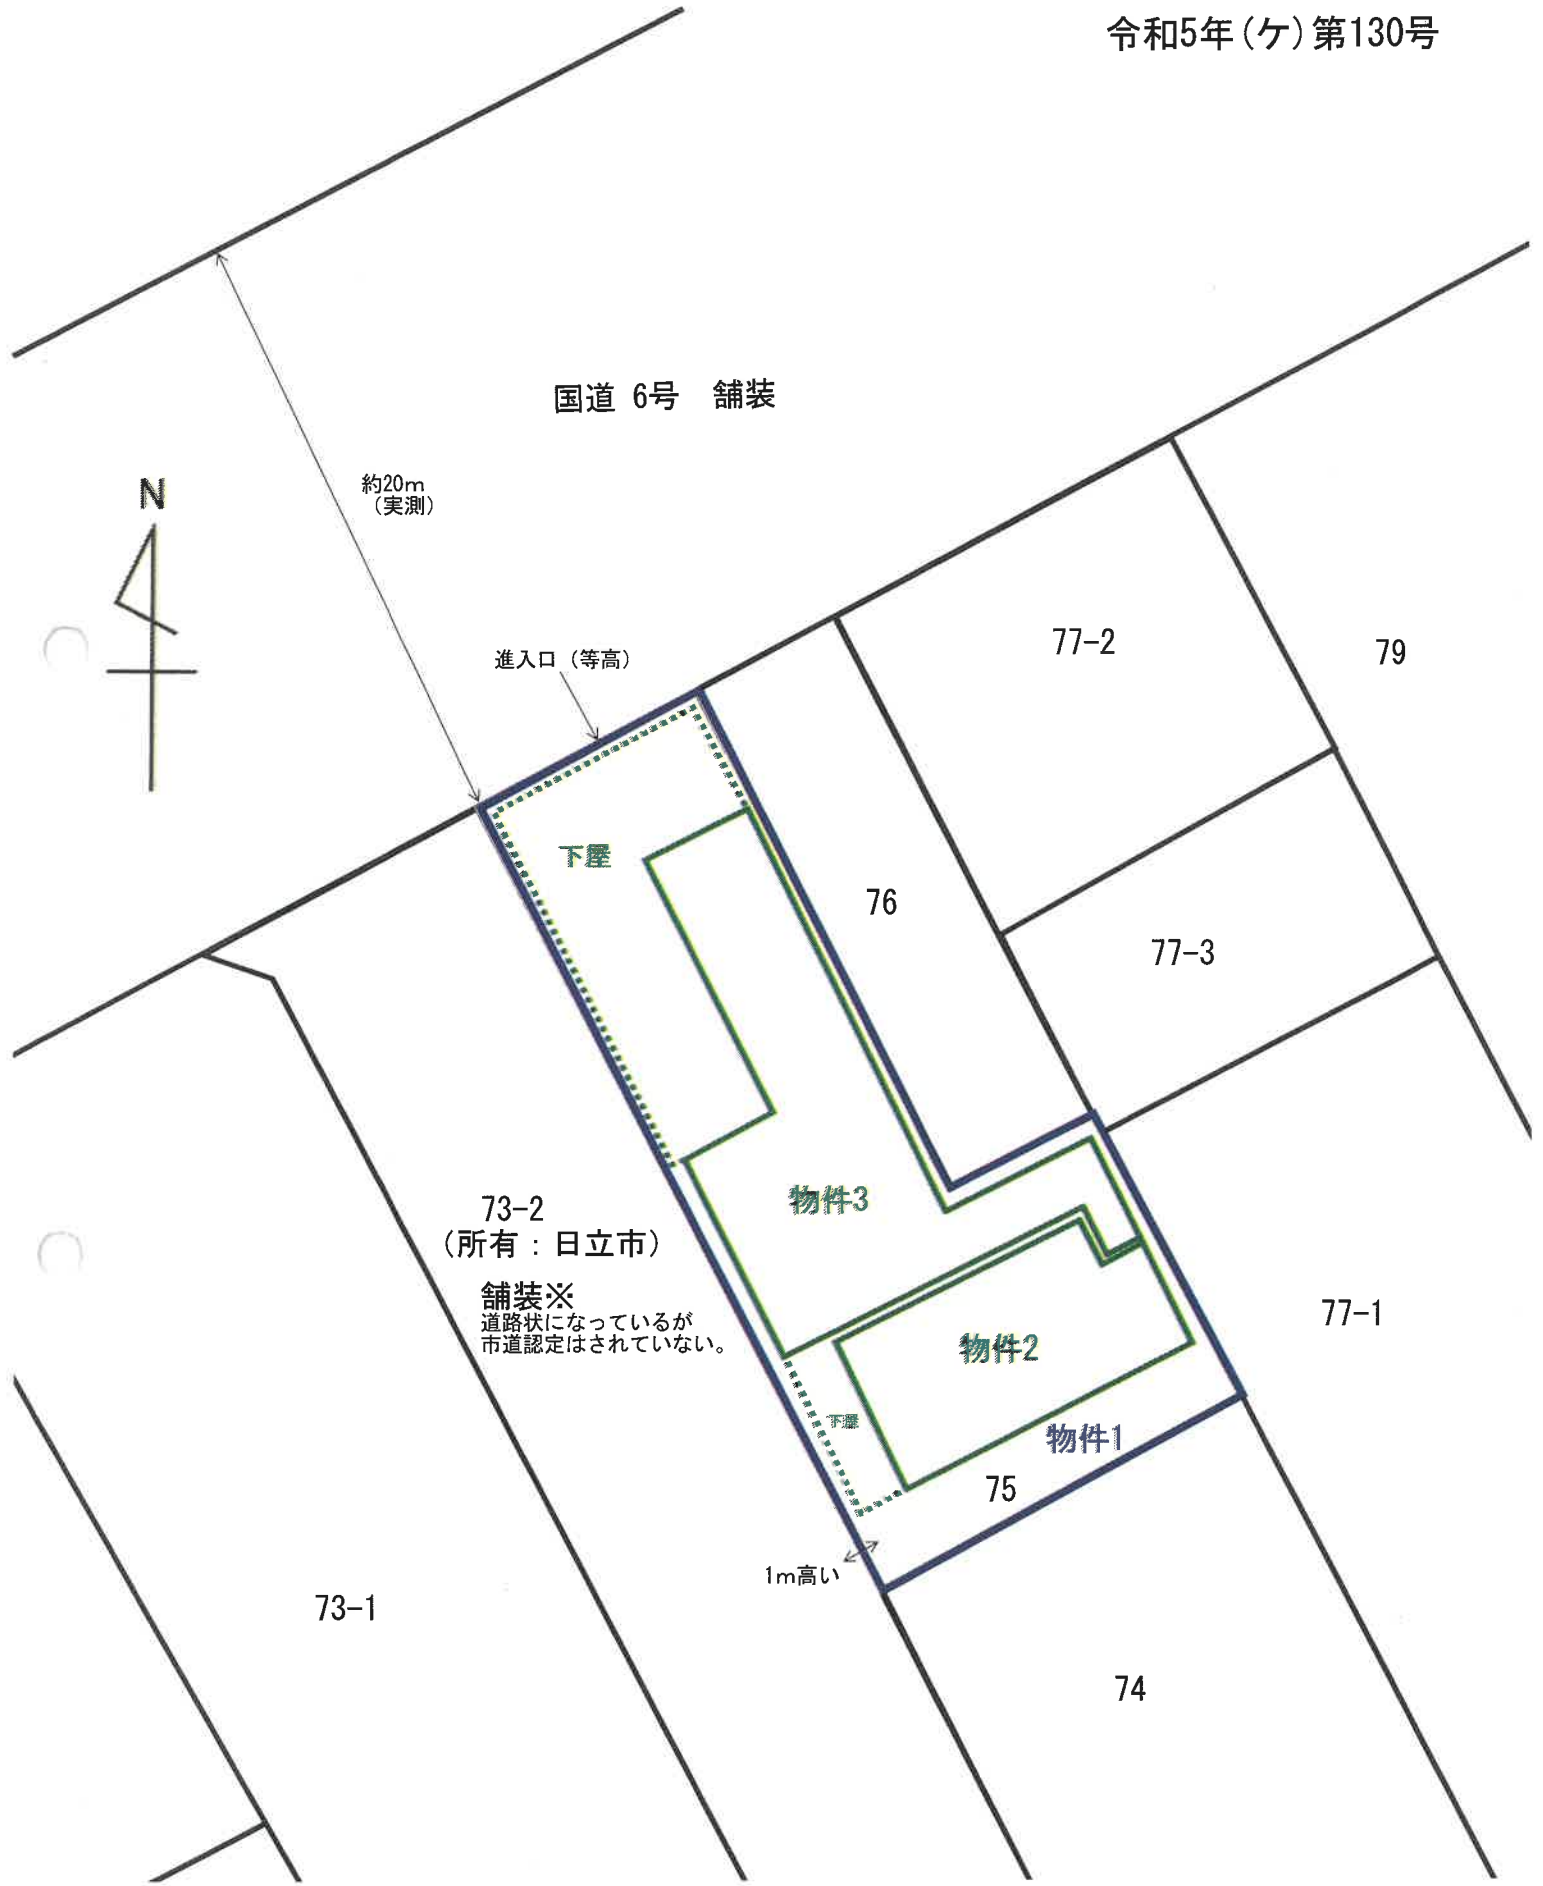 令和5年(ケ)第130号
国道 6号　舗装
約20m
(実測)
N
進入口（等高）
77-2
79
下屋
76
77-3
物件3
73-2
(所有：日立市)
舗装※
道路状になっているが
市道認定はされていない。
77-1
物件2
下屋
物件1
75
1m高い
73-1
74